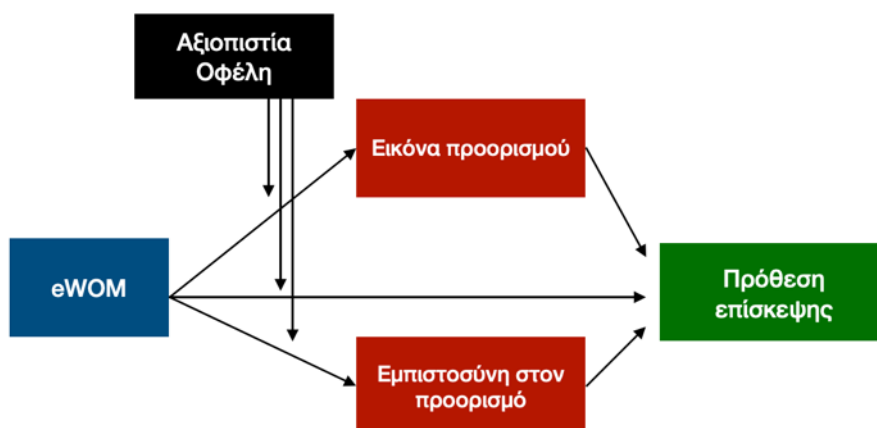 Αξιοπιστία
Οφέλη
Εικόνα προορισμού
eWOM
Πρόθεση
επίσκεψης
Εμπιστοσύνη στον
προορισμό